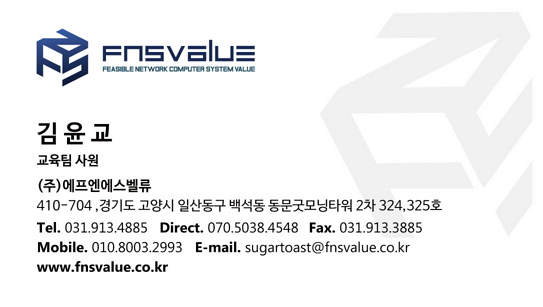 FNSVALUE
FEASIBLE NETWORK COMPUTER SYSTEM VALUE
김윤교
교육팀 사원
(주)에프엔에스벨류
410-704 ,경기도 고양시 일산동구 백석동 동문굿모닝타워 2차 324,325호
Tel. 031.913.4885 Direct. 070.5038.4548 Fax. 031.913.3885
Mobile. 010.8003.2993 E-mail. sugartoast@fnsvalue.co.kr
www.fnsvalue.co.kr